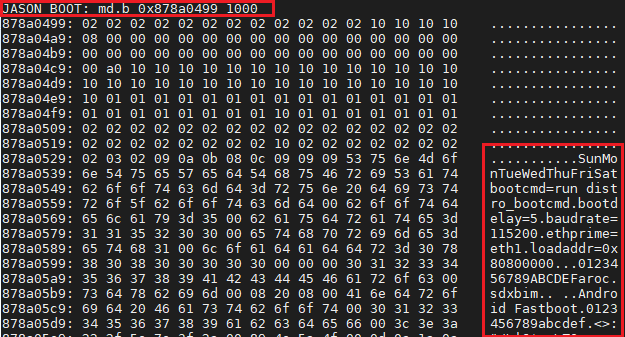 JASON BOOT: md.b 0x878a0499 1000
878a0499: 02 02 02 02 02 02 02 02 02 02 02 02 10 10 10 10    ................
878a04a9: 08 00 00 00 00 00 00 00 00 00 00 00 00 00 00 00    ................
878a04b9: 00 00 00 00 00 00 00 00 00 00 00 00 00 00 00 00    ................
878a04c9: 00 a0 10 10 10 10 10 10 10 10 10 10 10 10 10 10    ................
878a04d9: 10 10 10 10 10 10 10 10 10 10 10 10 10 10 10 10    ................
878a04e9: 10 01 01 01 01 01 01 01 01 01 01 01 01 01 01 01    ................
878a04f9: 01 01 01 01 01 01 01 01 10 01 01 01 01 01 01 01    ................
878a0509: 02 02 02 02 02 02 02 02 02 02 02 02 02 02 02 02    ................
878a0519: 02 02 02 02 02 02 02 02 10 02 02 02 02 02 02 02    ................
878a0529: 02 03 02 09 0a 0b 08 0c 09 09 09 53 75 6e 4d 6f    ...........SunMo
878a0539: 6e 54 75 65 57 65 64 54 68 75 46 72 69 53 61 74    nTueWedThuFriSat
878a0549: 62 6f 6f 74 63 6d 64 3d 72 75 6e 20 64 69 73 74    bootcmd=run dist
878a0559: 72 6f 5f 62 6f 6f 74 63 6d 64 00 62 6f 6f 74 64    ro_bootcmd.bootd
878a0569: 65 6c 61 79 3d 35 00 62 61 75 64 72 61 74 65 3d    elay=5.baudrate=
878a0579: 31 31 35 32 30 30 00 65 74 68 70 72 69 6d 65 3d    115200.ethprime=
878a0589: 65 74 68 31 00 6c 6f 61 64 61 64 64 72 3d 30 78    eth1.loadaddr=0x
878a0599: 38 30 38 30 30 30 30 30 00 00 00 30 31 32 33 34    80800000...01234
878a05a9: 35 36 37 38 39 41 42 43 44 45 46 61 72 6f 63 00    56789ABCDEFaroc.
878a05b9: 73 64 78 62 69 6d 00 08 20 08 00 41 6e 64 72 6f    sdxbim.. ..Andro
878a05c9: 69 64 20 46 61 73 74 62 6f 6f 74 00 30 31 32 33    id Fastboot.0123
878a05d9: 34 35 36 37 38 39 61 62 63 64 65 66 00 3c 3e 3a    456789abcdef.<>: